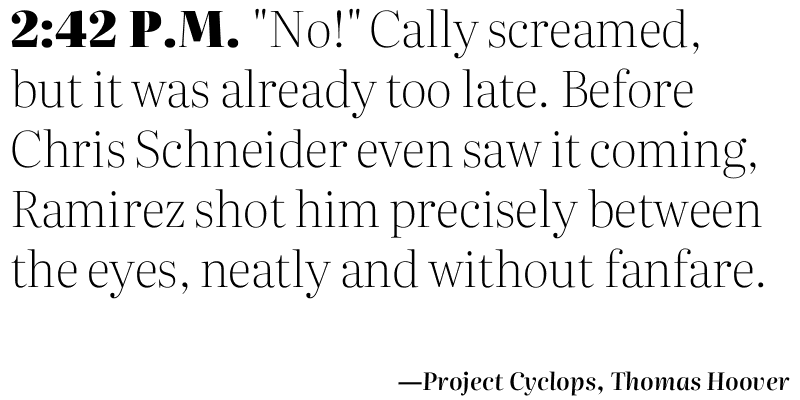 2:42 P.M. "No!" Cally screamed,
but it was already too late. Before
Chris Schneider even saw it coming,
Ramirez shot him precisely between
the eyes, neatly and without fanfare.
—Project Cyclops, Thomas Hoover